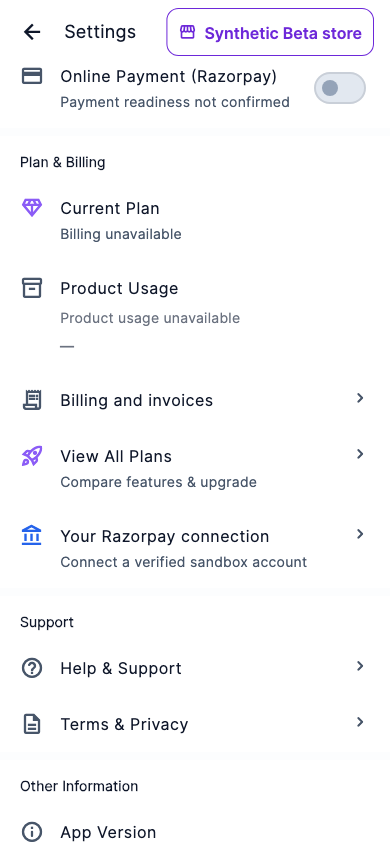 Settings
Synthetic Beta store
Online Payment (Razorpay)
Payment readiness not confirmed
Plan & Billing
Current Plan
Billing unavailable
Product Usage
Product usage unavailable
—
Billing and invoices
View All Plans
Compare features & upgrade
Your Razorpay connection
Connect a verified sandbox account
Support
Help & Support
Terms & Privacy
Other Information
App Version